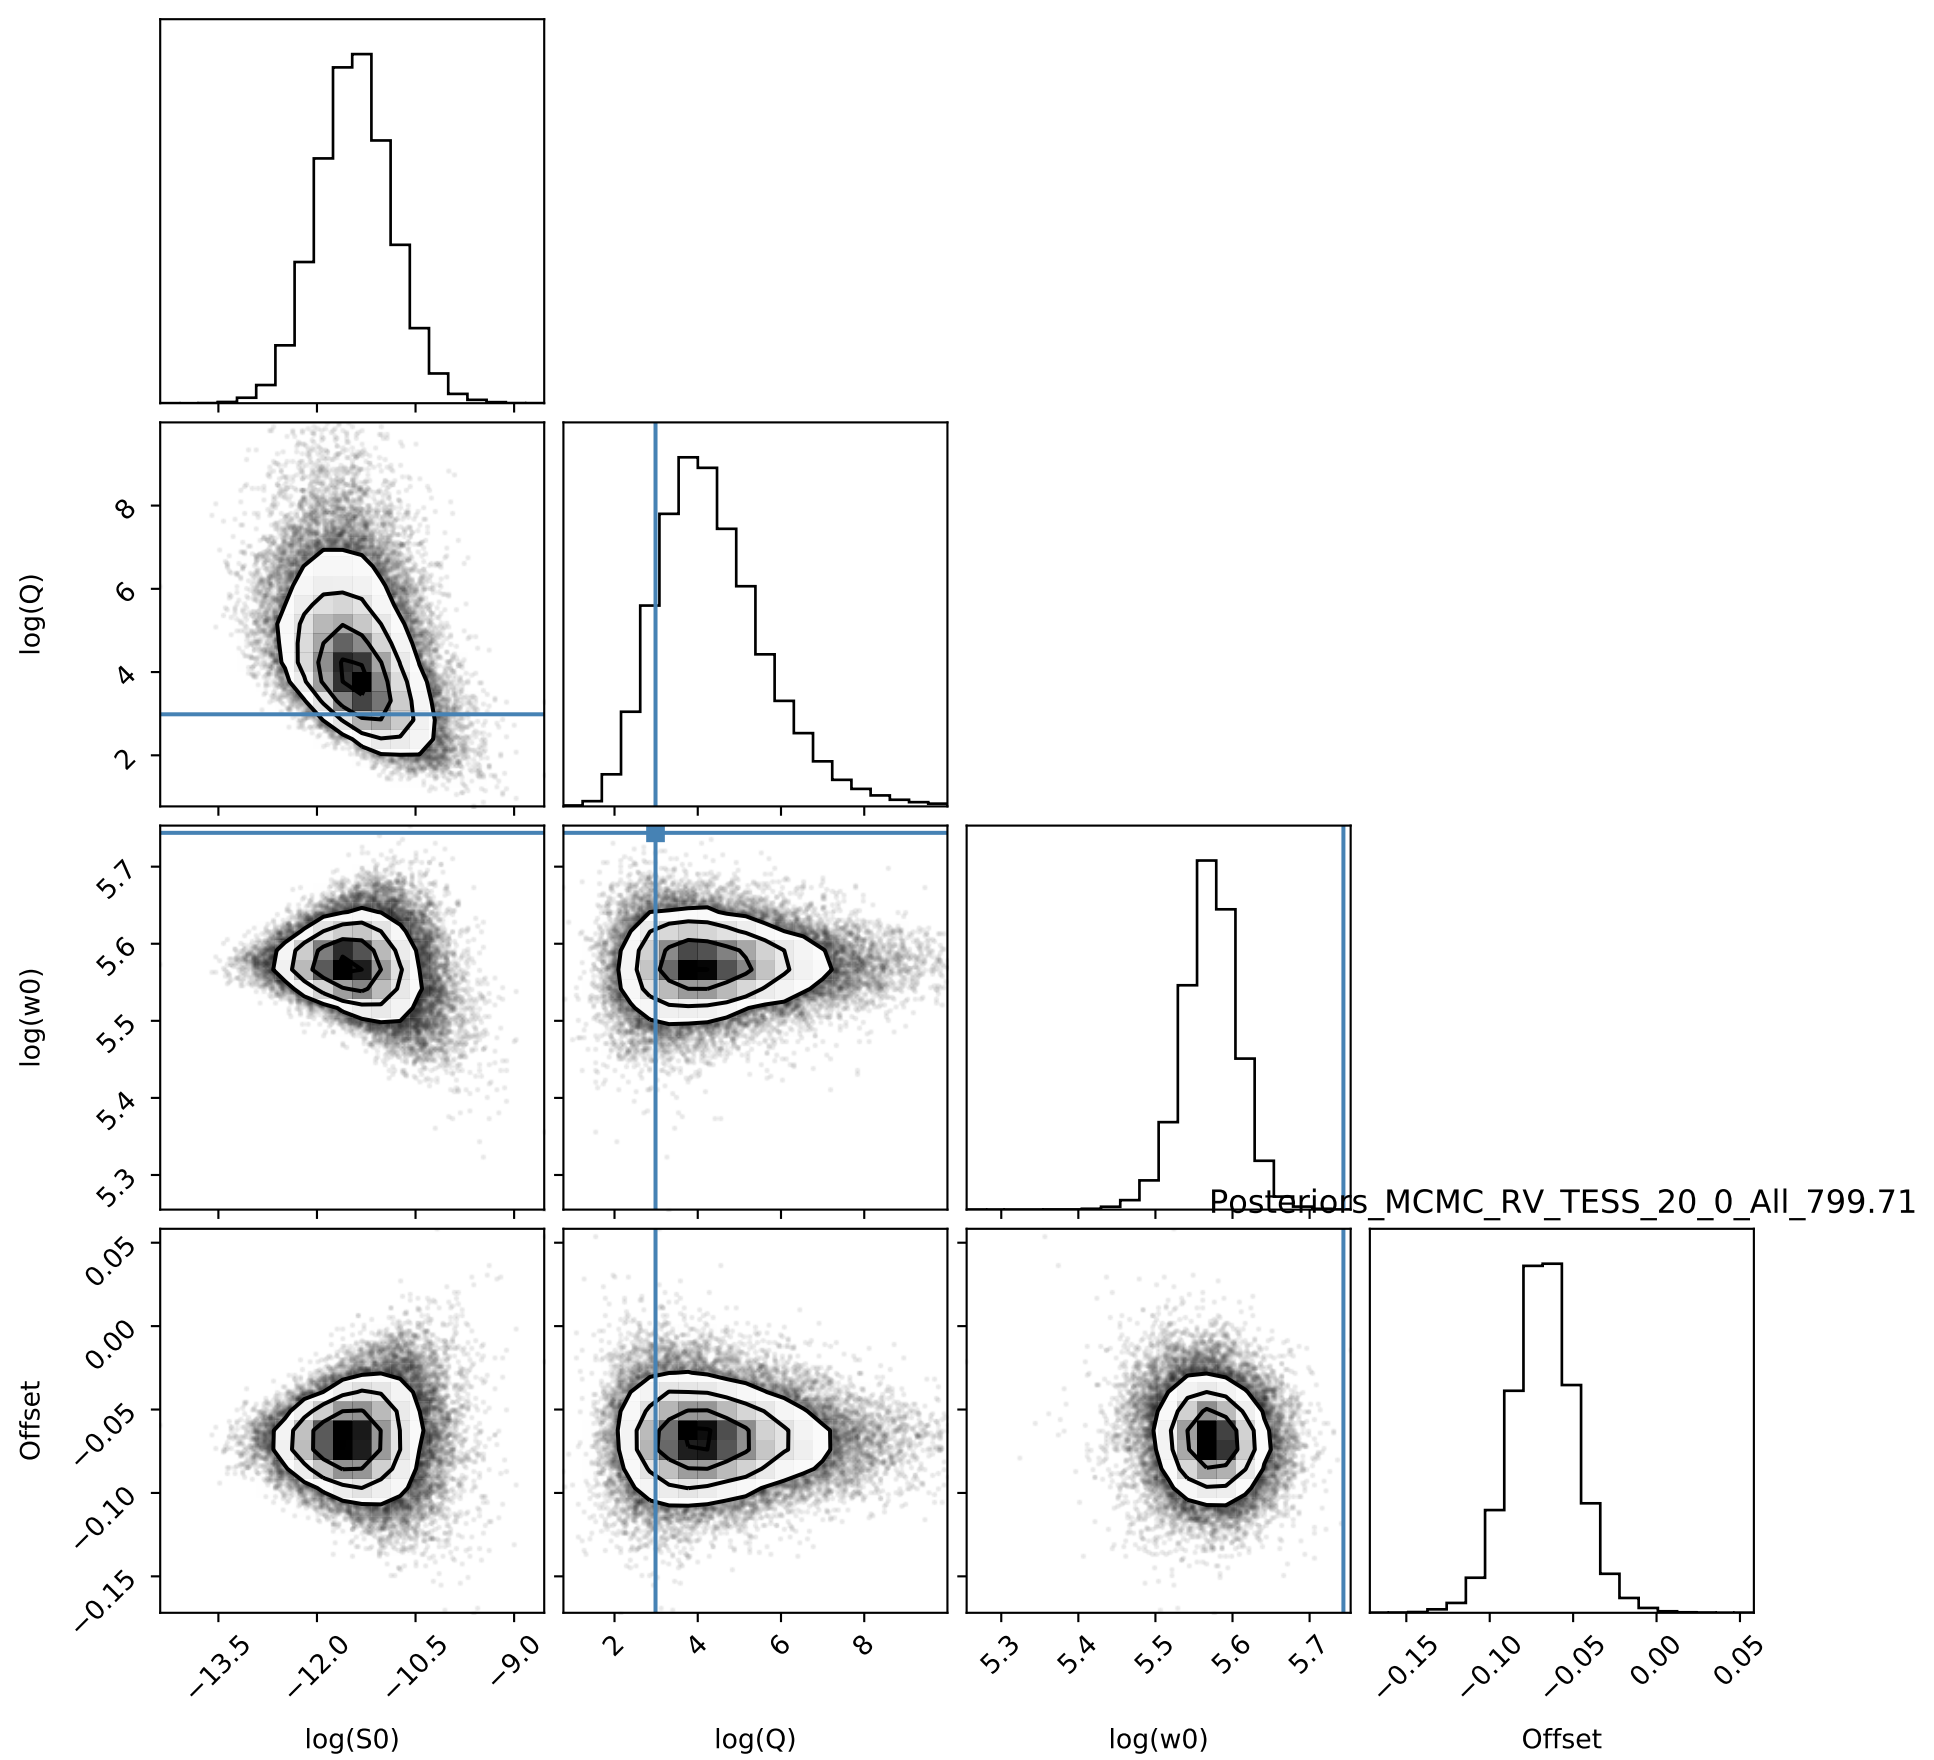 log(Q)
8
6
4
2
log(w0)
5.7
5.6
5.5
5.4
5.3
Posteriors_MCMC_RV_TESS_20_0_All_799.71
Offset
0.05
0.00
−0.05
−0.10
−0.15
−13.5 −12.0 −10.5 −9.0
2 4 6 8
5.3 5.4 5.5 5.6 5.7
−0.15 −0.10 −0.05 0.00 0.05
log(S0)
log(Q)
log(w0)
Offset